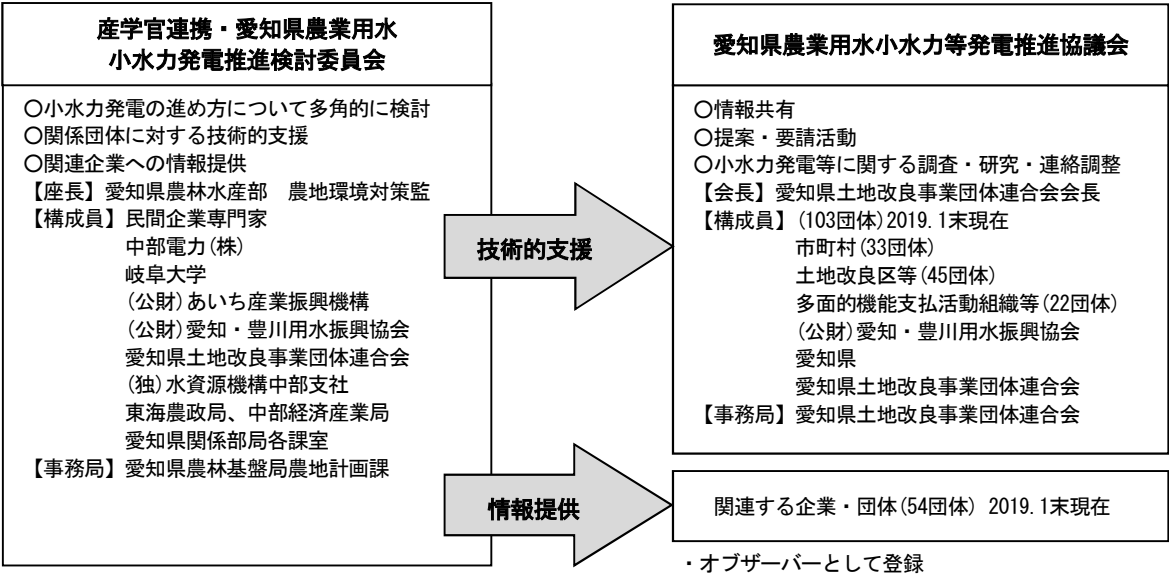 産学官連携・愛知県農業用水
小水力発電推進検討委員会
〇小水力発電の進め方について多角的に検討
〇関係団体に対する技術的支援
〇関連企業への情報提供
【座長】愛知県農林水産部　農地環境対策監
【構成員】民間企業専門家
中部電力(株)
岐阜大学
(公財)あいち産業振興機構
(公財)愛知・豊川用水振興協会
愛知県土地改良事業団体連合会
(独)水資源機構中部支社
東海農政局、中部経済産業局
愛知県関係部局各課室
【事務局】愛知県農林基盤局農地計画課
技術的支援
情報提供
愛知県農業用水小水力等発電推進協議会
〇情報共有
〇提案・要請活動
〇小水力発電等に関する調査・研究・連絡調整
【会長】愛知県土地改良事業団体連合会会長
【構成員】(103団体)2019.1末現在
市町村(33団体)
土地改良区等(45団体)
多面的機能支払活動組織等(22団体)
(公財)愛知・豊川用水振興協会
愛知県
愛知県土地改良事業団体連合会
【事務局】愛知県土地改良事業団体連合会
関連する企業・団体(54団体) 2019.1末現在
・オブザーバーとして登録